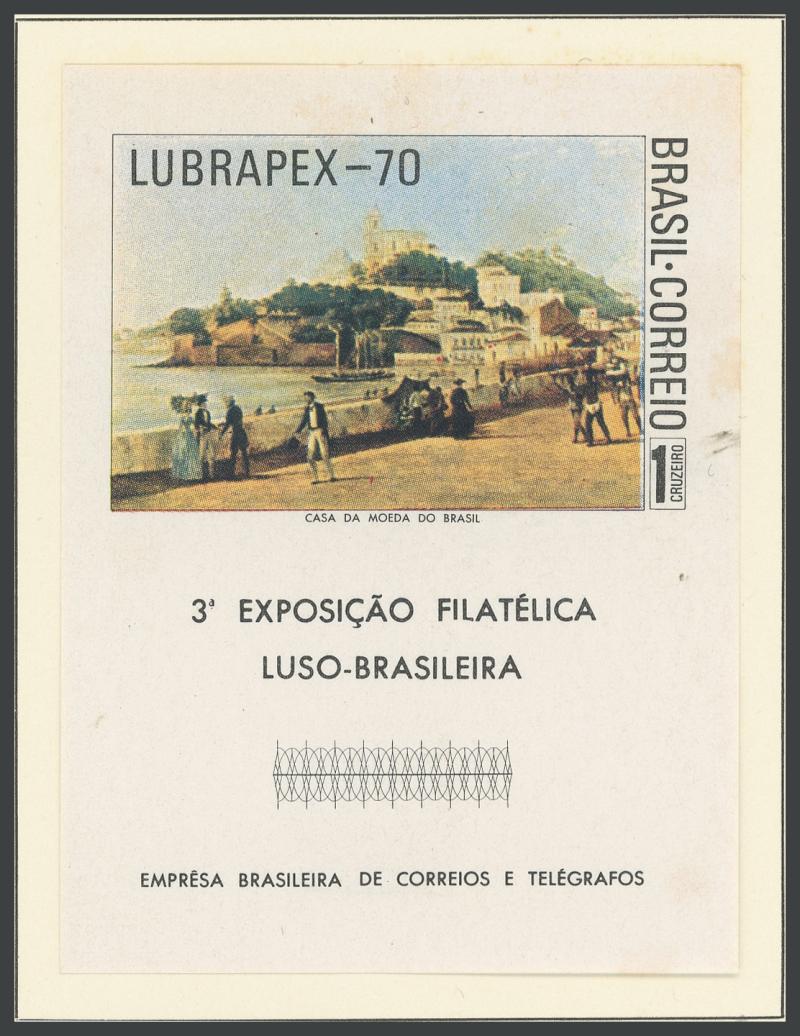 LUBRAPEX-70
BRASIL·CORREIO
1 CRUZEIRO
CASA DA MOEDA DO BRASIL
3ª EXPOSIÇÃO FILATÉLICA
LUSO-BRASILEIRA
EMPRÊSA BRASILEIRA DE CORREIOS E TELÉGRAFOS